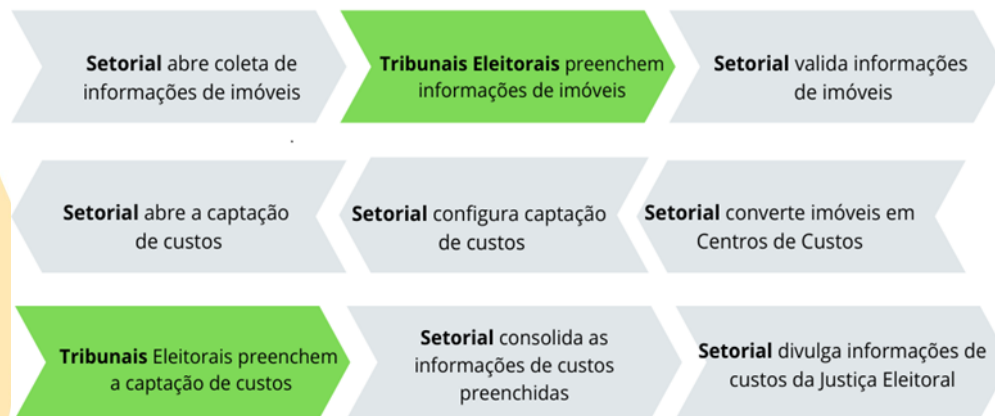 Setorial abre coleta de
informações de imóveis
Tribunais Eleitorais preenchem
informações de imóveis
Setorial valida informações
de imóveis
Setorial converte imóveis em
Centros de Custos
Setorial configura captação
de custos
Setorial abre a captação
de custos
Tribunais Eleitorais preenchem
a captação de custos
Setorial consolida as
informações de custos
preenchidas
Setorial divulga informações de
custos da Justiça Eleitoral